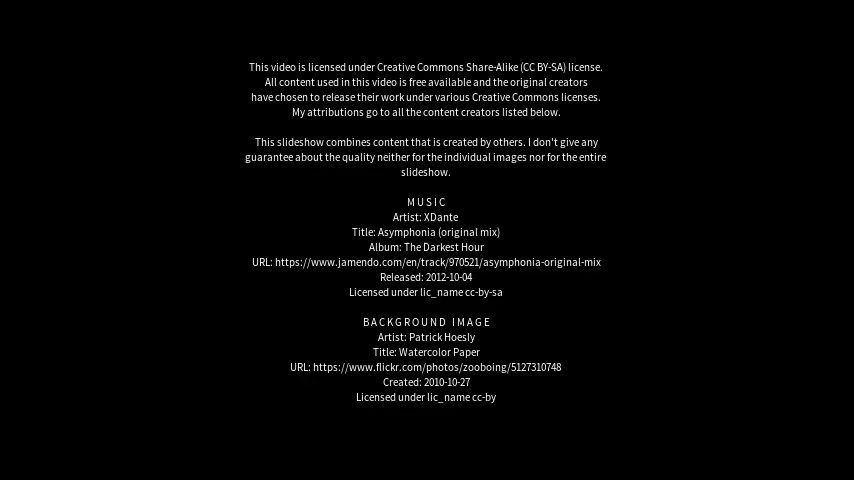 This video is licensed under Creative Commons Share-Alike (CC BY-SA) license.
All content used in this video is free available and the original creators
have chosen to release their work under various Creative Commons licenses.
My attributions go to all the content creators listed below.
This slideshow combines content that is created by others. I don't give any
guarantee about the quality neither for the individual images nor for the entire
slideshow.
MUSIC
Artist: XDante
Title: Asymphonia (original mix)
Album: The Darkest Hour
URL: https://www.jamendo.com/en/track/970521/asymphonia-original-mix
Released: 2012-10-04
Licensed under lic_name cc-by-sa
BACKGROUND IMAGE
Artist: Patrick Hoesly
Title: Watercolor Paper
URL: https://www.flickr.com/photos/zooboing/5127310748
Created: 2010-10-27
Licensed under lic_name cc-by